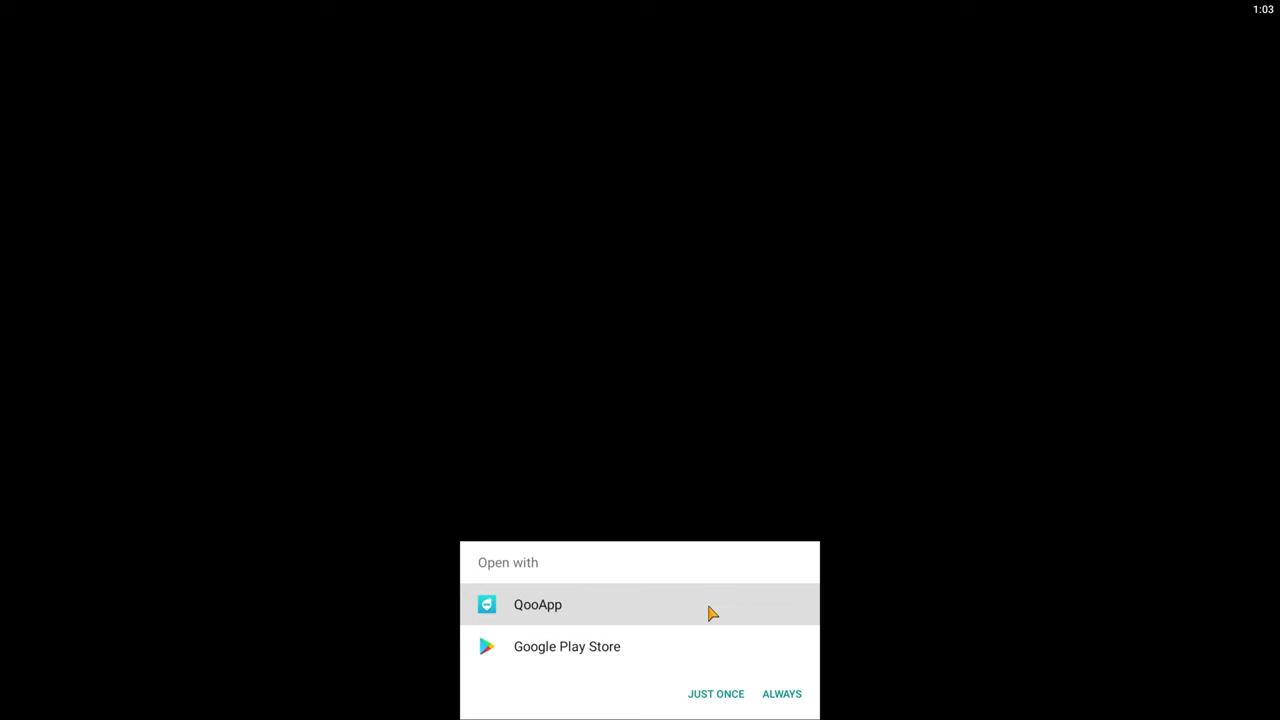 1:03
Open with
QooApp
Google Play Store
JUST ONCE ALWAYS